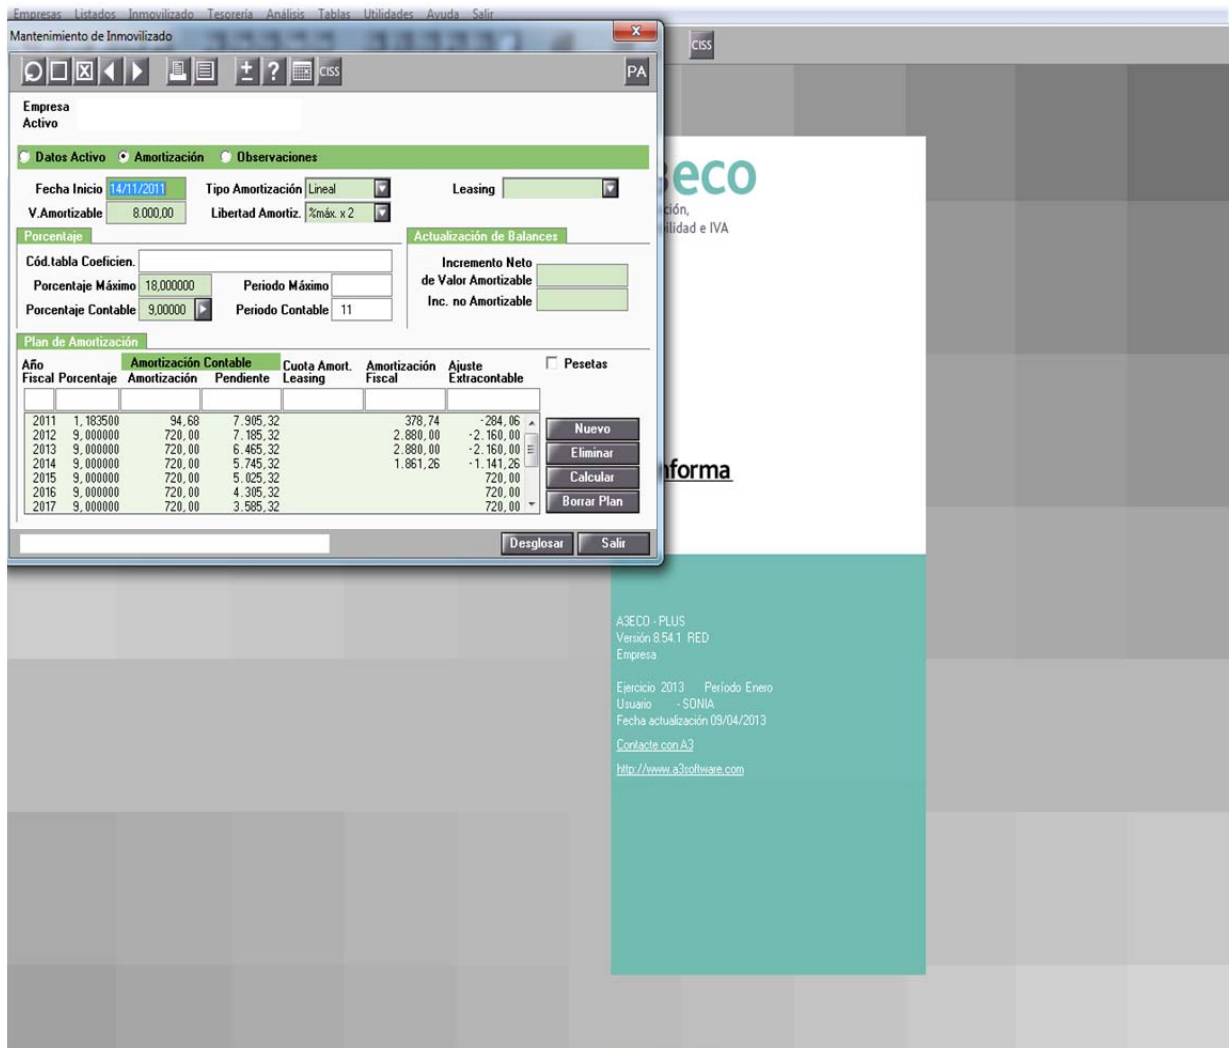 Empresas Listados Inmovilizado Tesorería Análisis Tablas Utilidades Ayuda Salir
Mantenimiento de Inmovilizado
x
CISS
CISS
PA
Empresa
Activo
Datos Activo Amortización Observaciones
Fecha Inicio 14/11/2011 Tipo Amortización Lineal Leasing
V.Amortizable 8.000,00 Libertad Amortiz. %máx. x 2
Porcentaje Actualización de Balances
Cód.tabla Coeficien. Incremento Neto
de Valor Amortizable
Porcentaje Máximo 18,000000 Periodo Máximo
Inc. no Amortizable
Porcentaje Contable 9,00000 Periodo Contable 11
Plan de Amortización
Año Amortización Contable Cuota Amort. Amortización Ajuste Pesetas
Fiscal Porcentaje Amortización Pendiente Leasing Fiscal Extracontable
2011 1,183500 94,68 7.905,32 378,74 -284,06
2012 9,000000 720,00 7.185,32 2.880,00 -2.160,00
2013 9,000000 720,00 6.465,32 2.880,00 -2.160,00
2014 9,000000 720,00 5.745,32 1.861,26 -1.141,26
2015 9,000000 720,00 5.025,32 720,00
2016 9,000000 720,00 4.305,32 720,00
2017 9,000000 720,00 3.585,32 720,00
Nuevo
Eliminar
Calcular
Borrar Plan
Desglosar Salir
eco
ción,
ilidad e IVA
nforma
A3ECO - PLUS
Versión 8.54.1 RED
Empresa
Ejercicio 2013 Período Enero
Usuario - SONIA
Fecha actualización 09/04/2013
Contacte con A3
http://www.a3software.com